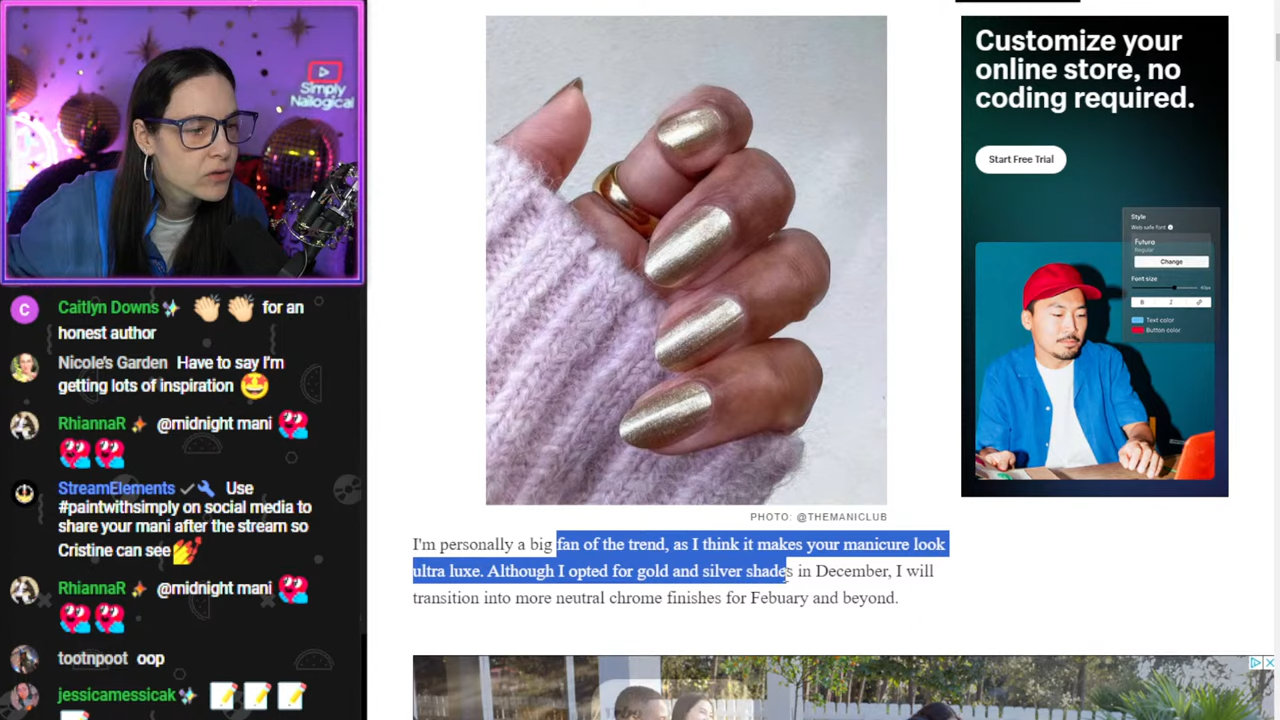 Simply
Nailogical
C
Caitlyn Downs✨ 👏🏻 👏🏻 for an
honest author
Nicole's Garden Have to say I'm
getting lots of inspiration 🤩
RhiannaR @midnight mani
StreamElements Use
#paintwithsimply on social media to
share your mani after the stream so
Cristine can see💅
RhiannaR @midnight mani
tootnpoot oop
jessicamessicak✨ 📝 📝 📝
📝
PHOTO: @THEMANICLUB
I'm personally a big fan of the trend, as I think it makes your manicure look
ultra luxe. Although I opted for gold and silver shades in December, I will
transition into more neutral chrome finishes for Febuary and beyond.
Customize your
online store, no
coding required.
Start Free Trial
Style
Web safe font
Futura
Regular
Change
Font size
B I
Text color
Button color